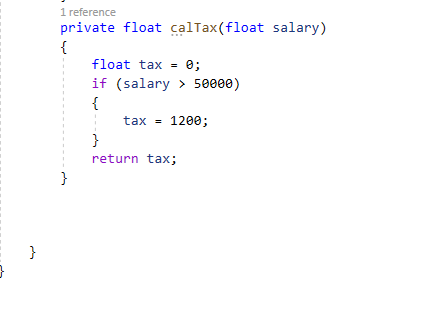 1 reference
private float calTax(float salary)
{
float tax = 0;
if (salary > 50000)
{
tax = 1200;
}
return tax;
}
}
}